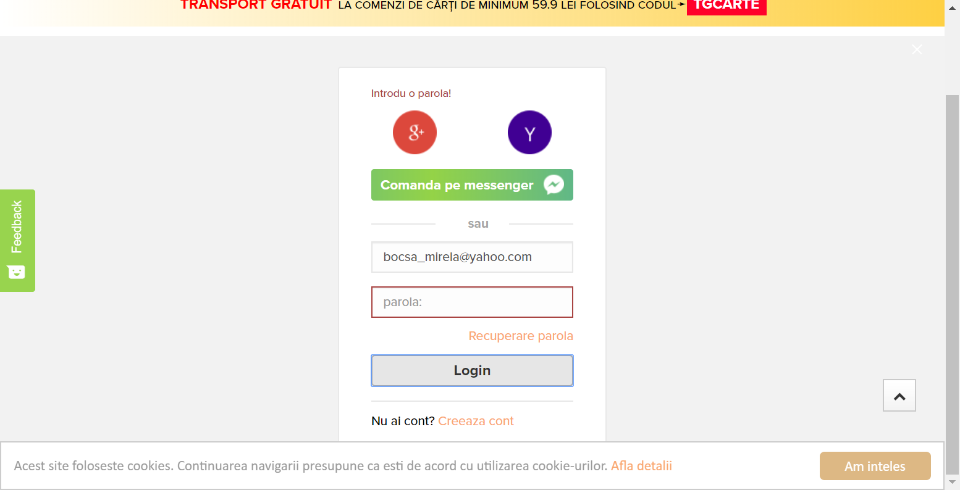 TRANSPORT GRATUIT LA COMENZI DE CĂRȚI DE MINIMUM 59.9 LEI FOLOSIND CODUL TGCARTE
Introdu o parola!
g+
Y
Comanda pe messenger
sau
bocsa_mirela@yahoo.com
parola:
Recuperare parola
Login
Nu ai cont? Creeaza cont
Feedback
Acest site foloseste cookies. Continuarea navigarii presupune ca esti de acord cu utilizarea cookie-urilor. Afla detalii
Am inteles